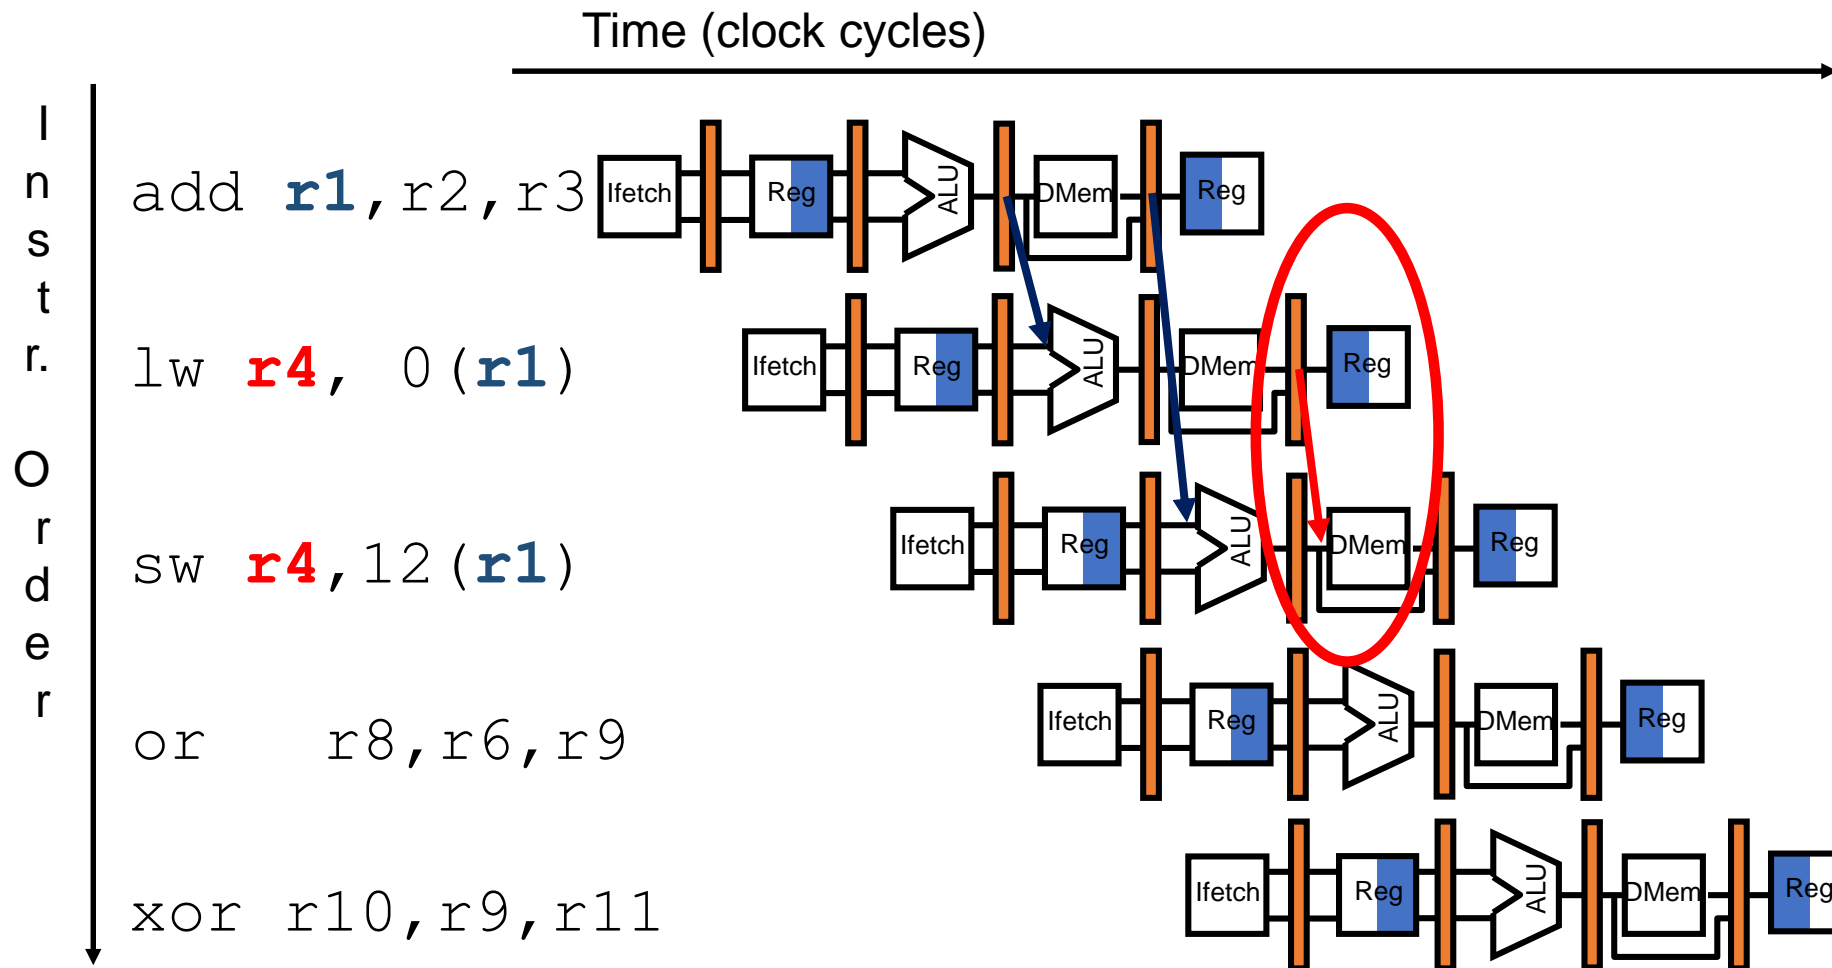 Time (clock cycles)
Instr. Order
add r1,r2,r3 Ifetch Reg ALU DMem Reg
lw r4, 0(r1) Ifetch Reg ALU DMem Reg
sw r4,12(r1) Ifetch Reg ALU DMem Reg
or r8,r6,r9 Ifetch Reg ALU DMem Reg
xor r10,r9,r11 Ifetch Reg ALU DMem Reg